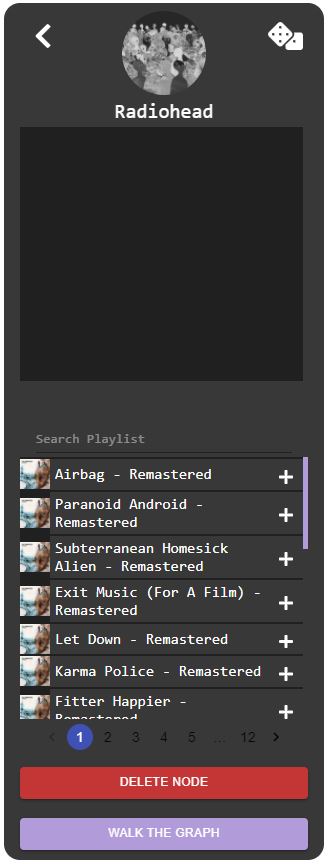 Radiohead
Search Playlist
Airbag - Remastered
Paranoid Android -
Remastered
Subterranean Homesick
Alien - Remastered
Exit Music (For A Film) -
Remastered
Let Down - Remastered
Karma Police - Remastered
Fitter Happier -
Remastered
1 2 3 4 5 ... 12
DELETE NODE
WALK THE GRAPH